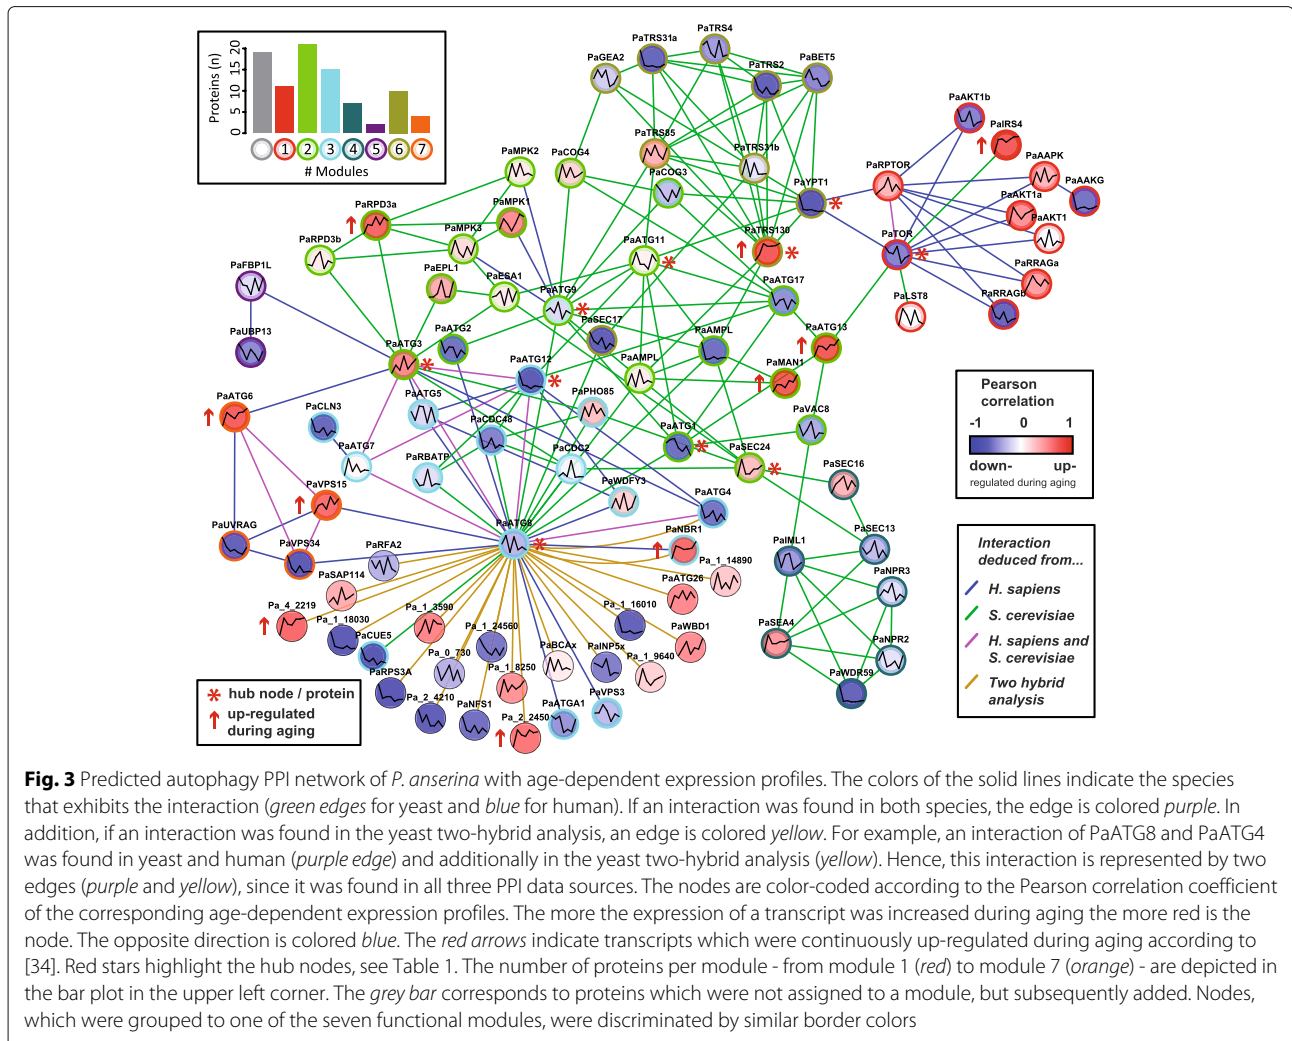 Proteins (n)
0
5
10
15
20
1
2
3
4
5
6
7
# Modules
PaTRS31a
PaTRS4
PaGEA2
PaTRS2
PaBET5
PaTRS85
PaTRS31b
PaCOG4
PaCOG3
PaYPT1
PaTRS130
PaAKT1b
PaIRS4
PaRPTOR
PaAAPK
PaAAKG
PaAKT1a
PaAKT1
PaTOR
PaRRAGa
PaRRAGb
PaLST8
PaMPK2
PaRPD3a
PaMPK1
PaMPK3
PaRPD3b
PaATG11
PaFBP1L
PaEPL1
PaESA1
PaATG9
PaATG17
PaUBP13
PaATG2
PaSEC17
PaAMPL
PaATG13
PaATG3
PaATG12
PaAMPL
PaMAN1
PaATG6
PaCLN3
PaATG5
PaPHO85
PaVAC8
PaCDC48
PaATG1
PaATG7
PaRBATP
PaCDC2
PaSEC24
PaSEC16
PaVPS15
PaWDFY3
PaATG4
PaUVRAG
PaATG8
PaNBR1
PaSEC13
PaVPS34
PaRFA2
PaIML1
Pa_1_14890
PaSAP114
PaATG26
PaNPR3
Pa_4_2219
Pa_1_3590
Pa_1_16010
Pa_1_18030
Pa_1_24560
PaWBD1
PaSEA4
PaCUE5
Pa_0_730
PaBCAx
PaINP5x
Pa_1_9640
PaNPR2
PaRPS3A
Pa_1_8250
PaWDR59
Pa_2_4210
PaNFS1
PaVPS3
Pa_2_2450
PaATGA1
Pearson
correlation
-1 0 1
down- up-
regulated during aging
Interaction
deduced from...
H. sapiens
S. cerevisiae
H. sapiens and
S. cerevisiae
Two hybrid
analysis
hub node / protein
up-regulated
during aging
Fig. 3 Predicted autophagy PPI network of P. anserina with age-dependent expression profiles. The colors of the solid lines indicate the species
that exhibits the interaction (green edges for yeast and blue for human). If an interaction was found in both species, the edge is colored purple. In
addition, if an interaction was found in the yeast two-hybrid analysis, an edge is colored yellow. For example, an interaction of PaATG8 and PaATG4
was found in yeast and human (purple edge) and additionally in the yeast two-hybrid analysis (yellow). Hence, this interaction is represented by two
edges (purple and yellow), since it was found in all three PPI data sources. The nodes are color-coded according to the Pearson correlation coefficient
of the corresponding age-dependent expression profiles. The more the expression of a transcript was increased during aging the more red is the
node. The opposite direction is colored blue. The red arrows indicate transcripts which were continuously up-regulated during aging according to
[34]. Red stars highlight the hub nodes, see Table 1. The number of proteins per module - from module 1 (red) to module 7 (orange) - are depicted in
the bar plot in the upper left corner. The grey bar corresponds to proteins which were not assigned to a module, but subsequently added. Nodes,
which were grouped to one of the seven functional modules, were discriminated by similar border colors